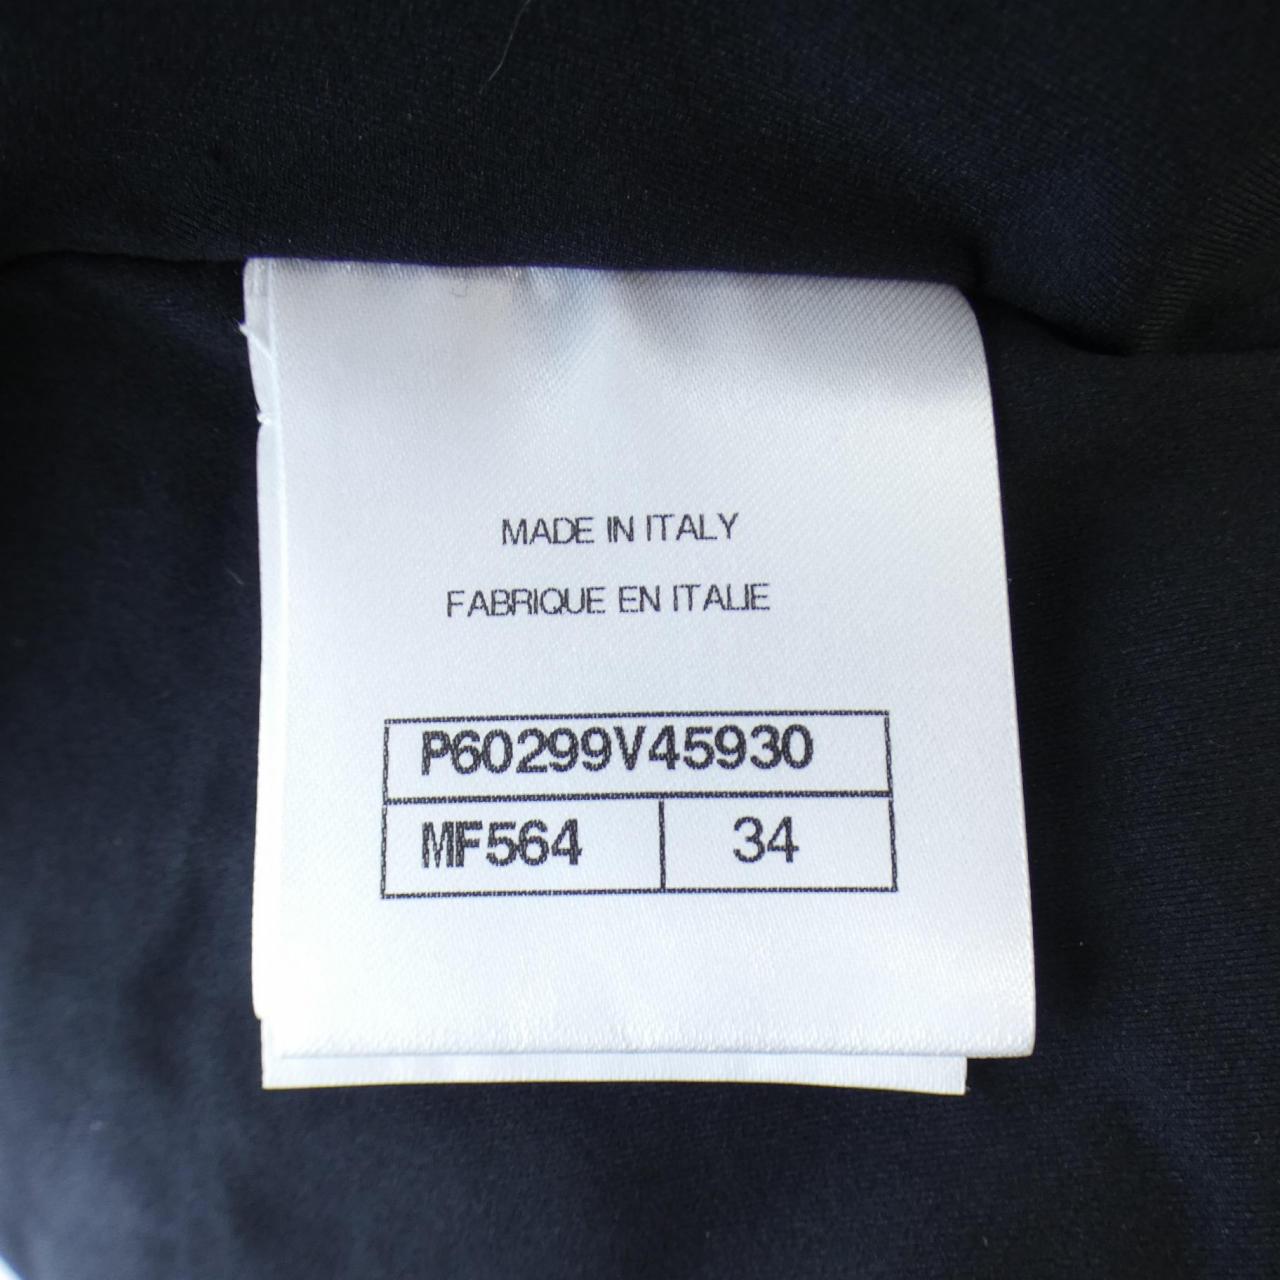 MADE IN ITALY
FABRIQUE EN ITALIE
P60299V45930
MF564 34